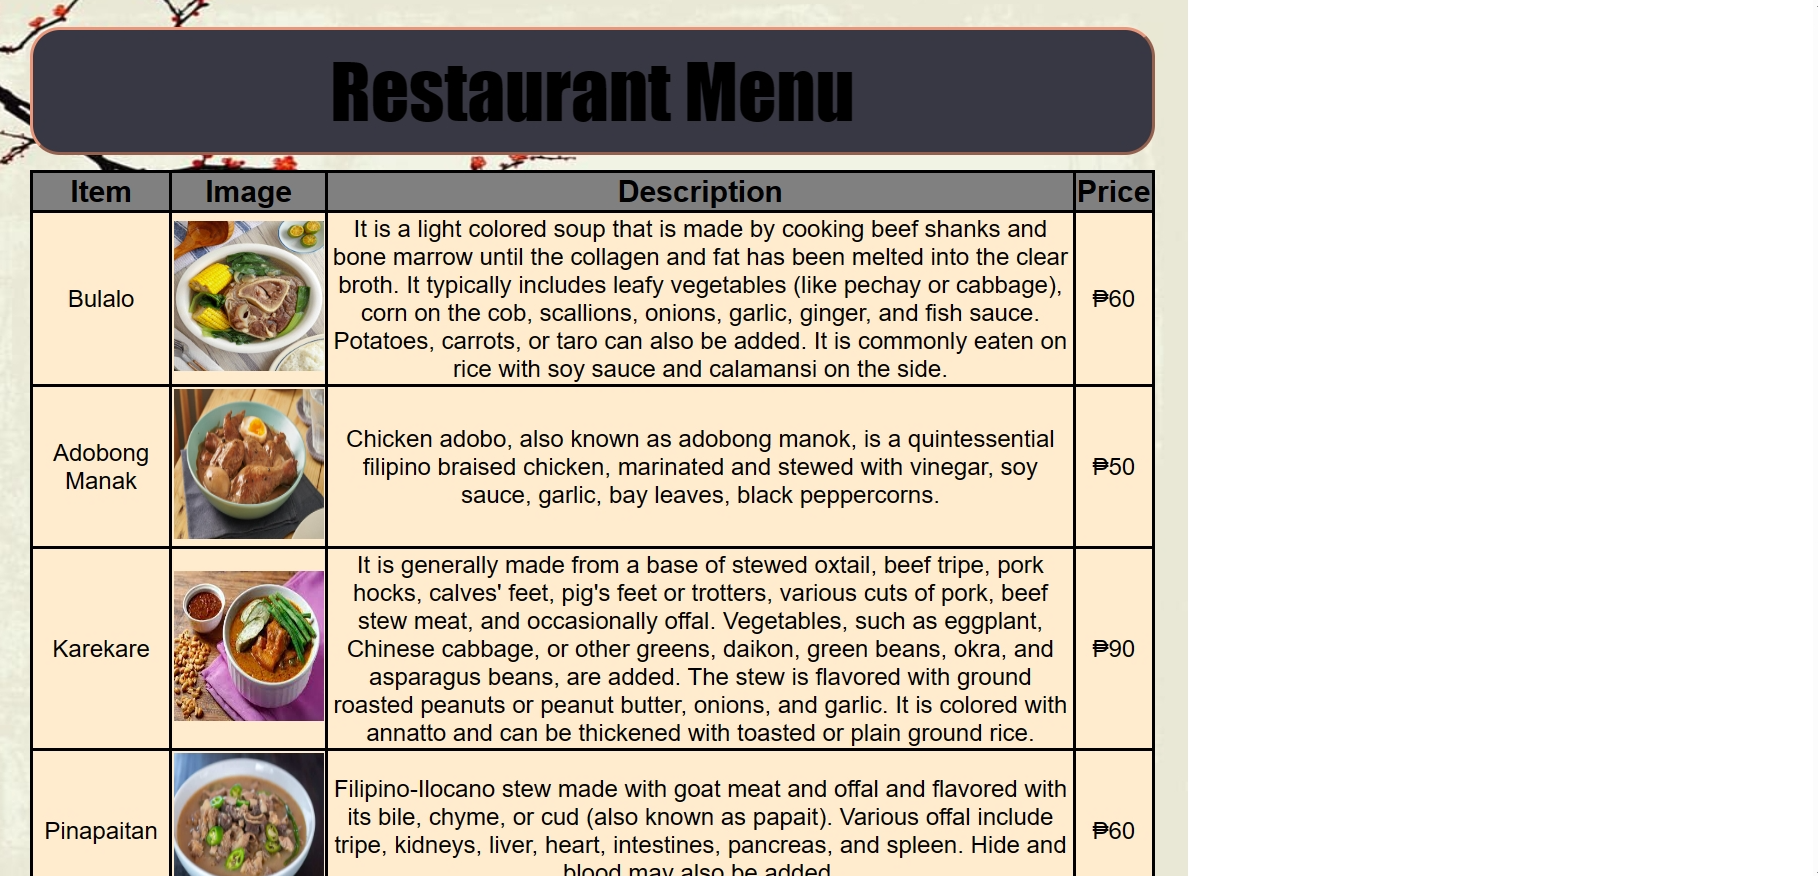 Restaurant Menu
Item Image Description Price
Bulalo
It is a light colored soup that is made by cooking beef shanks and
bone marrow until the collagen and fat has been melted into the clear
broth. It typically includes leafy vegetables (like pechay or cabbage),
corn on the cob, scallions, onions, garlic, ginger, and fish sauce.
Potatoes, carrots, or taro can also be added. It is commonly eaten on
rice with soy sauce and calamansi on the side.
₱60
Adobong
Manak
Chicken adobo, also known as adobong manok, is a quintessential
filipino braised chicken, marinated and stewed with vinegar, soy
sauce, garlic, bay leaves, black peppercorns.
₱50
Karekare
It is generally made from a base of stewed oxtail, beef tripe, pork
hocks, calves' feet, pig's feet or trotters, various cuts of pork, beef
stew meat, and occasionally offal. Vegetables, such as eggplant,
Chinese cabbage, or other greens, daikon, green beans, okra, and
asparagus beans, are added. The stew is flavored with ground
roasted peanuts or peanut butter, onions, and garlic. It is colored with
annatto and can be thickened with toasted or plain ground rice.
₱90
Pinapaitan
Filipino-Ilocano stew made with goat meat and offal and flavored with
its bile, chyme, or cud (also known as papait). Various offal include
tripe, kidneys, liver, heart, intestines, pancreas, and spleen. Hide and
blood may also be added.
₱60